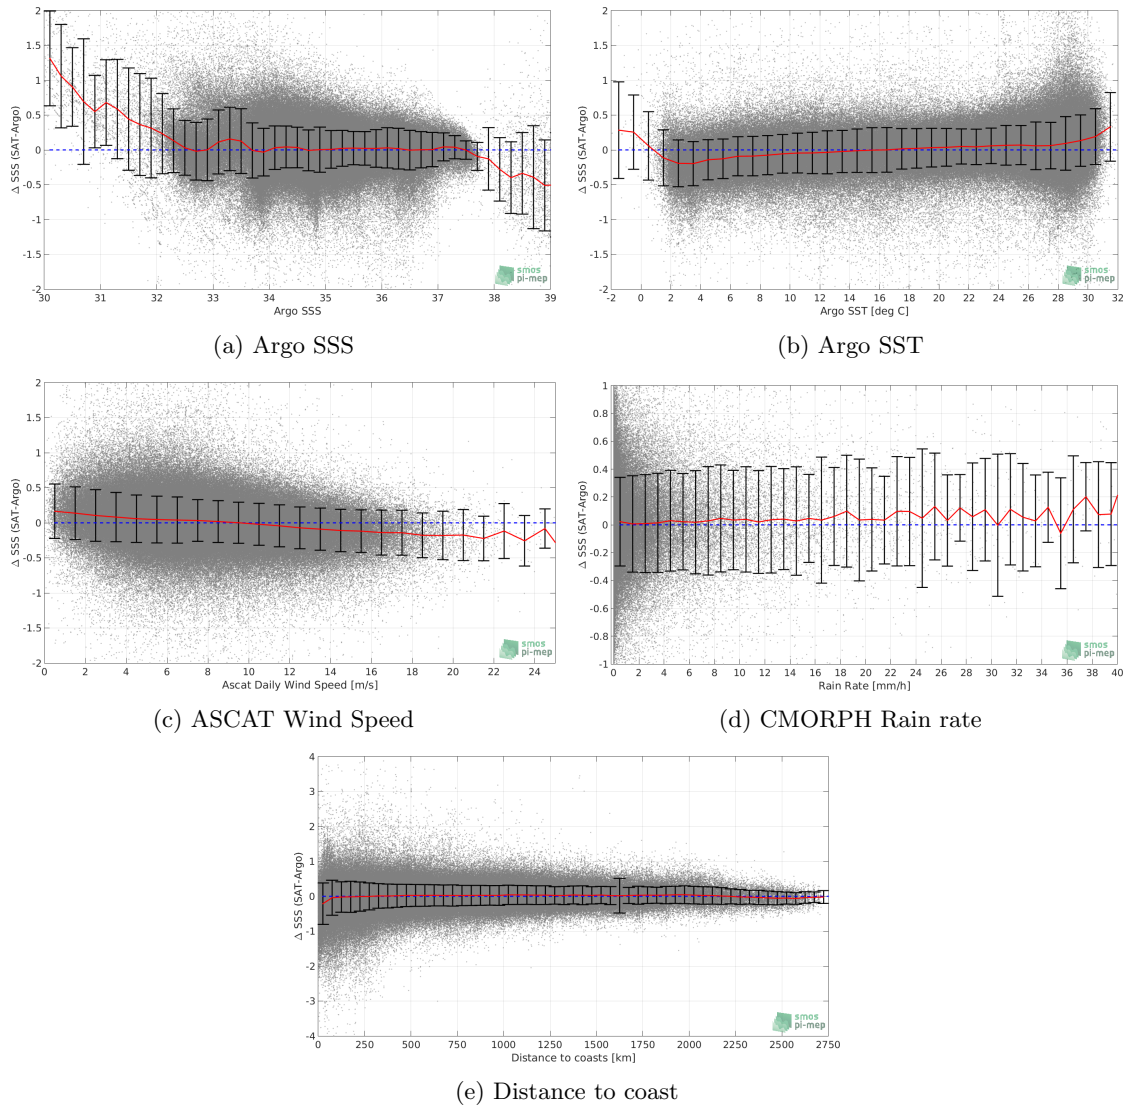 2
1.5
1
0.5
0
-0.5
-1
-1.5
-2
Δ SSS (SAT-Argo)
30 31 32 33 34 35 36 37 38 39
Argo SSS
smos
pi-mep
(a) Argo SSS
2
1.5
1
0.5
0
-0.5
-1
-1.5
-2
Δ SSS (SAT-Argo)
-2 0 2 4 6 8 10 12 14 16 18 20 22 24 26 28 30 32
Argo SST [deg C]
smos
pi-mep
(b) Argo SST
2
1.5
1
0.5
0
-0.5
-1
-1.5
-2
Δ SSS (SAT-Argo)
0 2 4 6 8 10 12 14 16 18 20 22 24
Ascat Daily Wind Speed [m/s]
smos
pi-mep
(c) ASCAT Wind Speed
1
0.8
0.6
0.4
0.2
0
-0.2
-0.4
-0.6
-0.8
-1
Δ SSS (SAT-Argo)
0 2 4 6 8 10 12 14 16 18 20 22 24 26 28 30 32 34 36 38 40
Rain Rate [mm/h]
smos
pi-mep
(d) CMORPH Rain rate
4
3
2
1
0
-1
-2
-3
-4
Δ SSS (SAT-Argo)
0 250 500 750 1000 1250 1500 1750 2000 2250 2500 2750
Distance to coasts [km]
smos
pi-mep
(e) Distance to coast